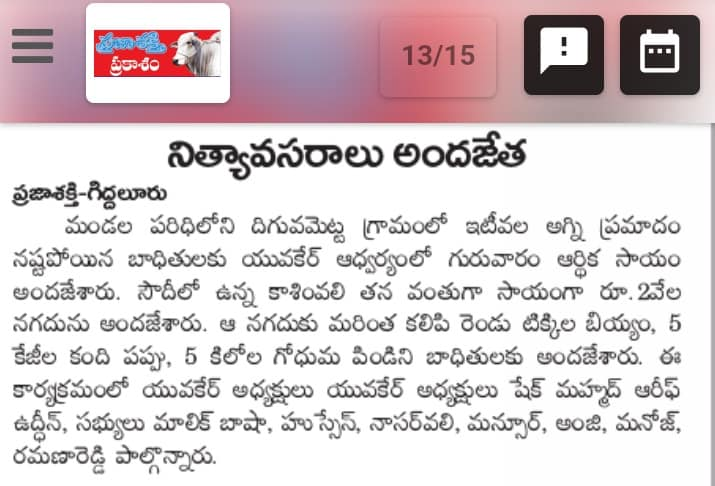 ప్రజాశక్తి
ప్రకాశం
13/15
నిత్యావసరాలు అందజేత
ప్రజాశక్తి-గిద్దలూరు
మండల పరిధిలోని దిగువమెట్ట గ్రామంలో ఇటీవల అగ్ని ప్రమాదం
నష్టపోయిన బాధితులకు యువకేర్ ఆధ్వర్యంలో గురువారం ఆర్థిక సాయం
అందజేశారు. సౌదీలో ఉన్న కాశింవలి తన వంతుగా సాయంగా రూ.2వేల
నగదును అందజేశారు. ఆ నగదుకు మరింత కలిపి రెండు టిక్కిల బియ్యం, 5
కేజీల కంది పప్పు, 5 కిలోల గోధుమ పిండిని బాధితులకు అందజేశారు. ఈ
కార్యక్రమంలో యువకేర్ అధ్యక్షులు యువకేర్ అధ్యక్షులు షేక్ మహ్మద్ ఆరీఫ్
ఉద్దీన్, సభ్యులు మాలిక్ బాషా, హుస్సేన్, నాసర్‌వలి, మన్సూర్, అంజి, మనోజ్,
రమణారెడ్డి పాల్గొన్నారు.